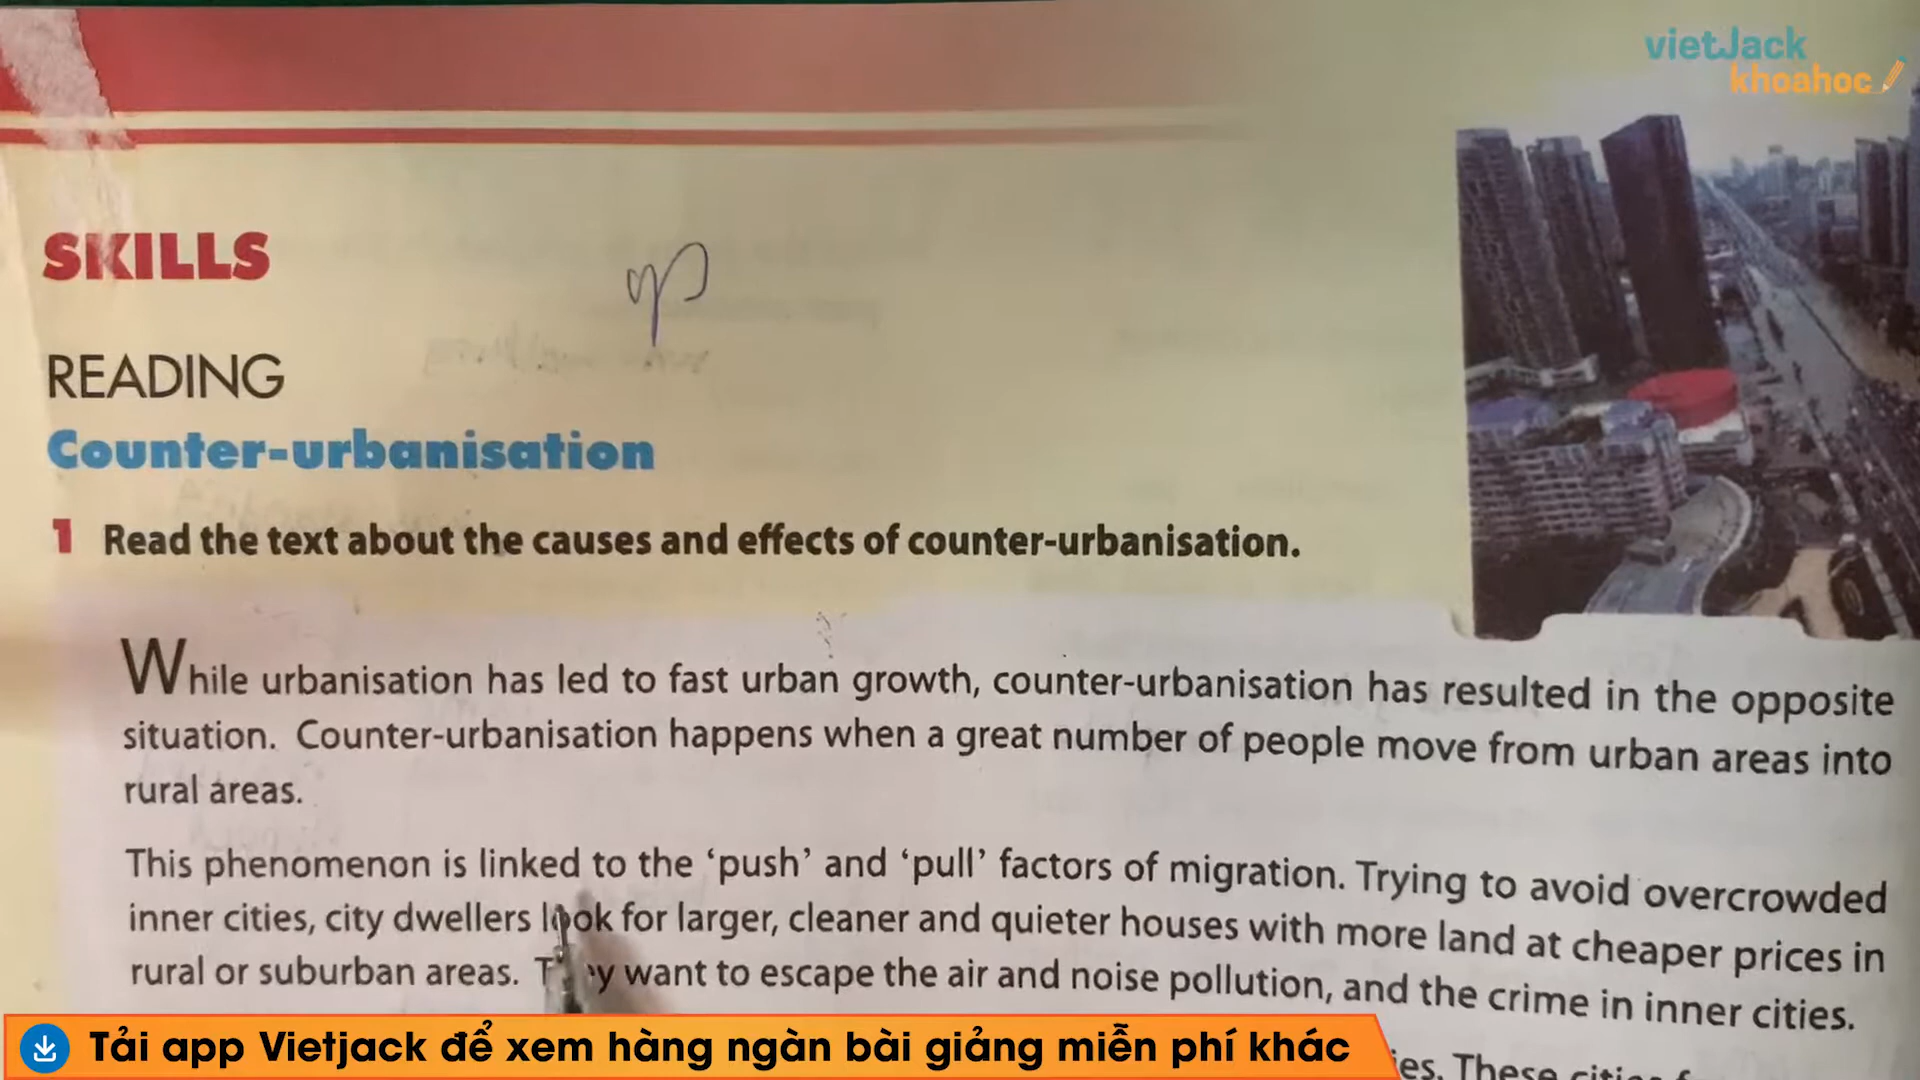 vietJack
khoahoc
SKILLS
READING
Counter-urbanisation
1 Read the text about the causes and effects of counter-urbanisation.
While urbanisation has led to fast urban growth, counter-urbanisation has resulted in the opposite
situation. Counter-urbanisation happens when a great number of people move from urban areas into
rural areas.
This phenomenon is linked to the ‘push’ and ‘pull’ factors of migration. Trying to avoid overcrowded
inner cities, city dwellers look for larger, cleaner and quieter houses with more land at cheaper prices in
rural or suburban areas. They want to escape the air and noise pollution, and the crime in inner cities.
These
Tải app Vietjack để xem hàng ngàn bài giảng miễn phí khác